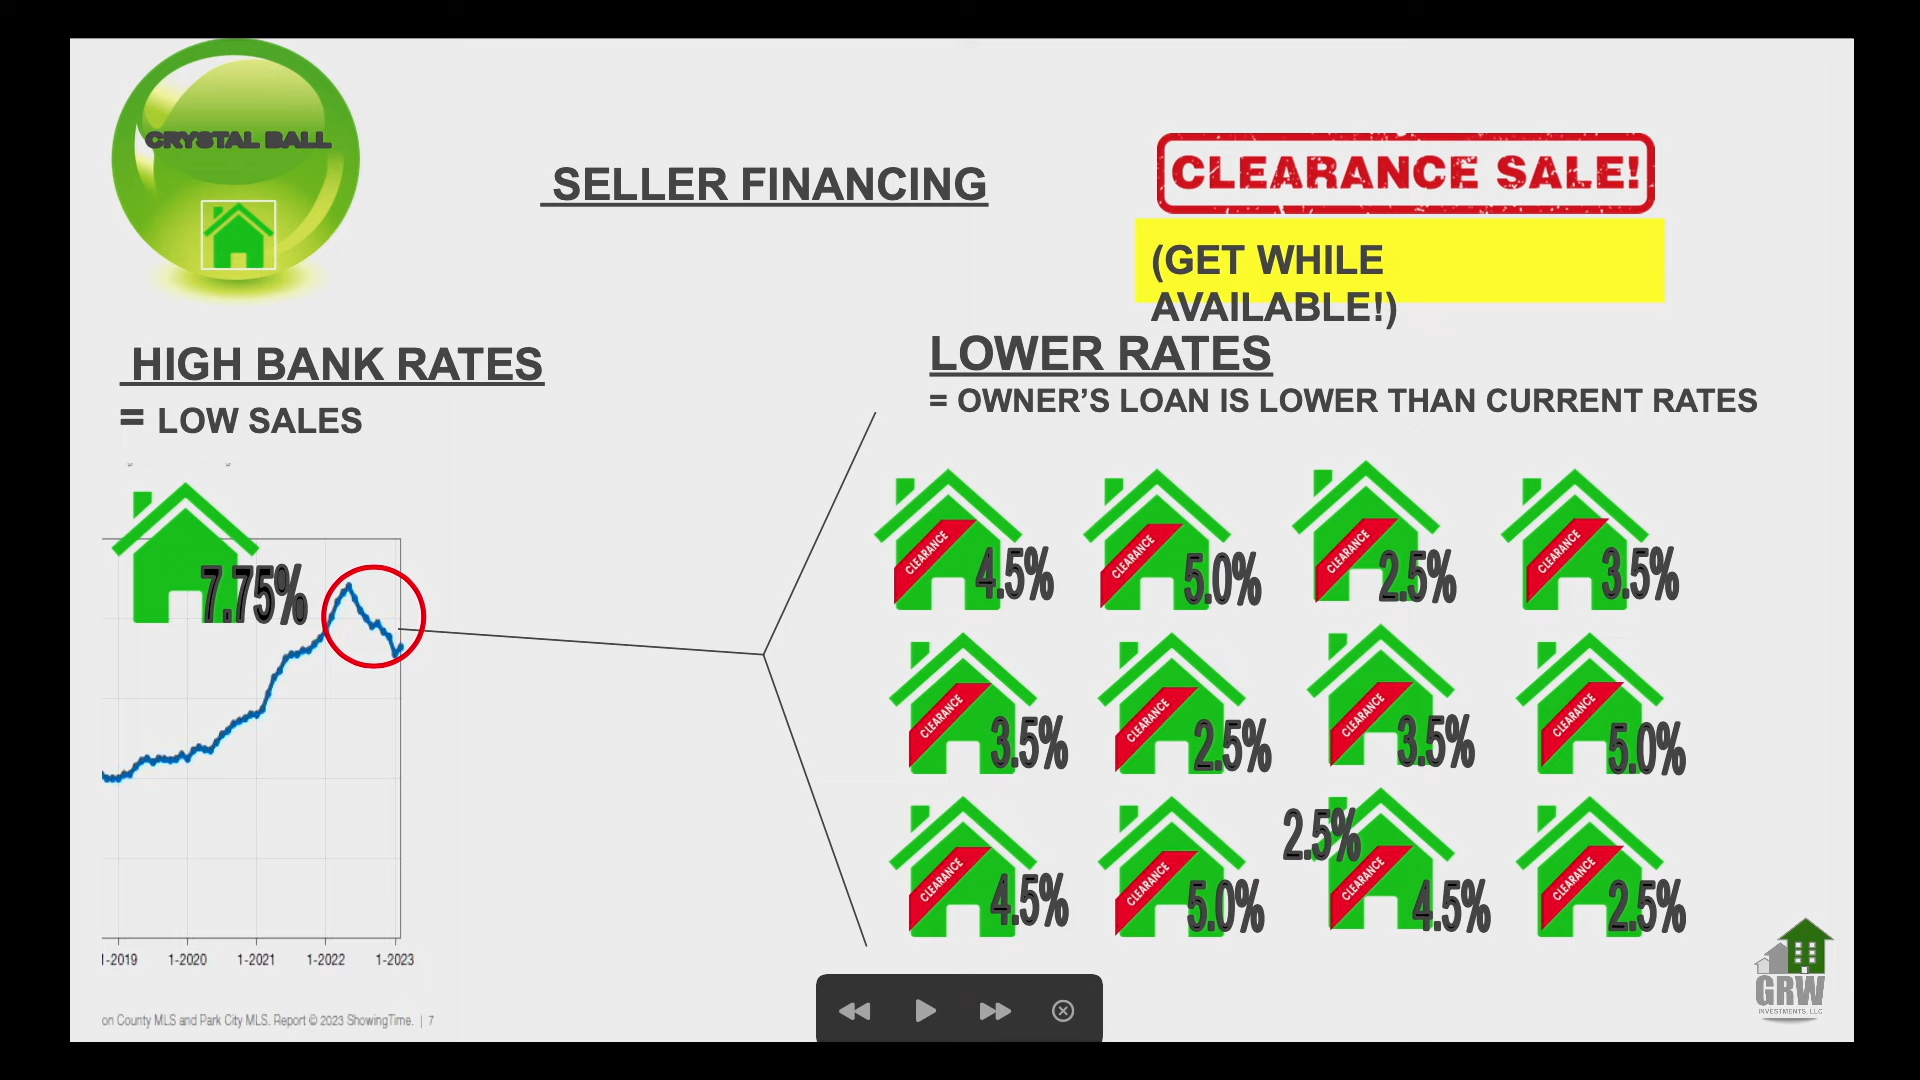 CRYSTAL BALL
SELLER FINANCING
CLEARANCE SALE!
(GET WHILE
AVAILABLE!)
HIGH BANK RATES
= LOW SALES
LOWER RATES
= OWNER’S LOAN IS LOWER THAN CURRENT RATES
7.75%
CLEARANCE 4.5%
CLEARANCE 5.0%
CLEARANCE 2.5%
CLEARANCE 3.5%
CLEARANCE 3.5%
CLEARANCE 2.5%
CLEARANCE 3.5%
CLEARANCE 5.0%
CLEARANCE 4.5%
CLEARANCE 5.0%
2.5%
CLEARANCE 4.5%
CLEARANCE 2.5%
1-2019 1-2020 1-2021 1-2022 1-2023
on County MLS and Park City MLS. Report © 2023 ShowingTime. | 7
GRW
INVESTMENTS, LLC